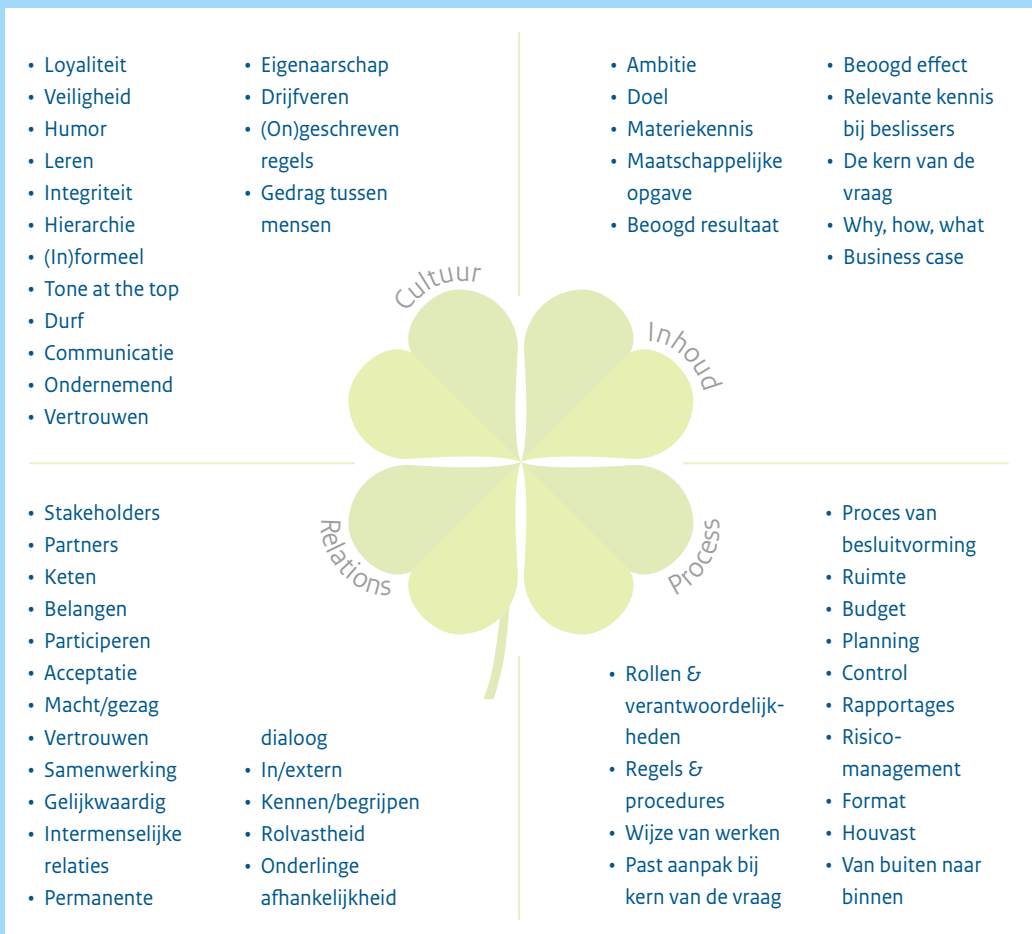 • Loyaliteit
• Veiligheid
• Humor
• Leren
• Integriteit
• Hierarchie
• (In)formeel
• Tone at the top
• Durf
• Communicatie
• Ondernemend
• Vertrouwen
• Eigenaarschap
• Drijfveren
• (On)geschreven
regels
• Gedrag tussen
mensen
Cultuur
• Ambitie
• Doel
• Materiekennis
• Maatschappelijke
opgave
• Beoogd resultaat
• Beoogd effect
• Relevante kennis
bij beslissers
• De kern van de
vraag
• Why, how, what
• Business case
Inhoud
• Stakeholders
• Partners
• Keten
• Belangen
• Participeren
• Acceptatie
• Macht/gezag
• Vertrouwen
• Samenwerking
• Gelijkwaardig
• Intermenselijke
relaties
• Permanente
dialoog
• In/extern
• Kennen/begrijpen
• Rolvastheid
• Onderlinge
afhankelijkheid
Relations
Process
• Rollen &
verantwoordelijk-
heden
• Regels &
procedures
• Wijze van werken
• Past aanpak bij
kern van de vraag
• Proces van
besluitvorming
• Ruimte
• Budget
• Planning
• Control
• Rapportages
• Risico-
management
• Format
• Houvast
• Van buiten naar
binnen